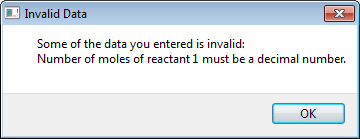 Invalid Data
Some of the data you entered is invalid:
Number of moles of reactant 1 must be a decimal number.
OK